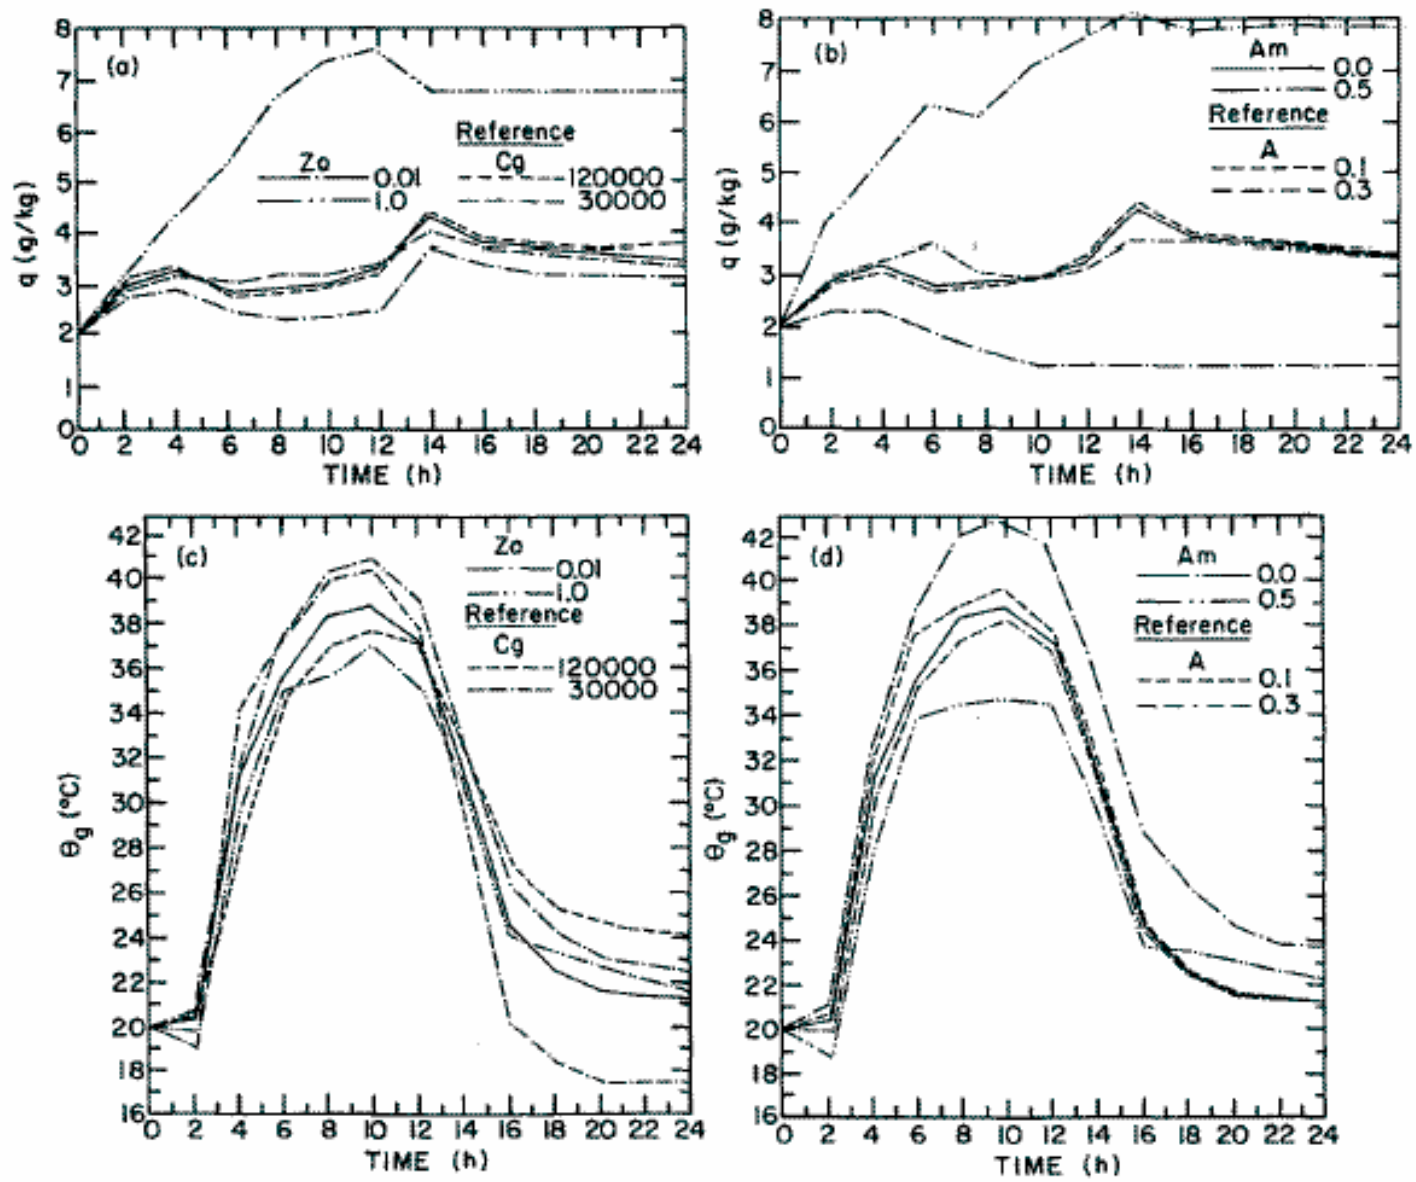 (a)
q (g/kg)
8
7
6
5
4
3
2
1
0
Reference
Zo
Cg
0.01
120000
1.0
30000
0 2 4 6 8 10 12 14 16 18 20 22 24
TIME (h)
(b)
q (g/kg)
8
7
6
5
4
3
2
1
0
Am
0.0
0.5
Reference
A
0.1
0.3
0 2 4 6 8 10 12 14 16 18 20 22 24
TIME (h)
(c)
θg (°C)
42
40
38
36
34
32
30
28
26
24
22
20
18
16
Zo
0.01
1.0
Reference
Cg
120000
30000
0 2 4 6 8 10 12 14 16 18 20 22 24
TIME (h)
(d)
θg (°C)
42
40
38
36
34
32
30
28
26
24
22
20
18
16
Am
0.0
0.5
Reference
A
0.1
0.3
0 2 4 6 8 10 12 14 16 18 20 22 24
TIME (h)